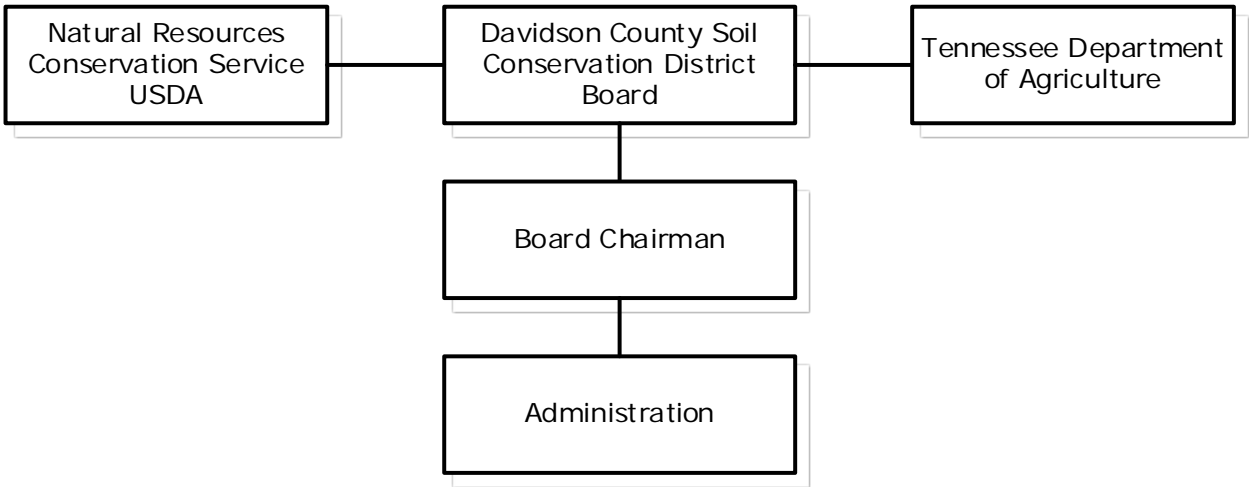 Natural Resources
Conservation Service
USDA
Davidson County Soil
Conservation District
Board
Tennessee Department
of Agriculture
Board Chairman
Administration